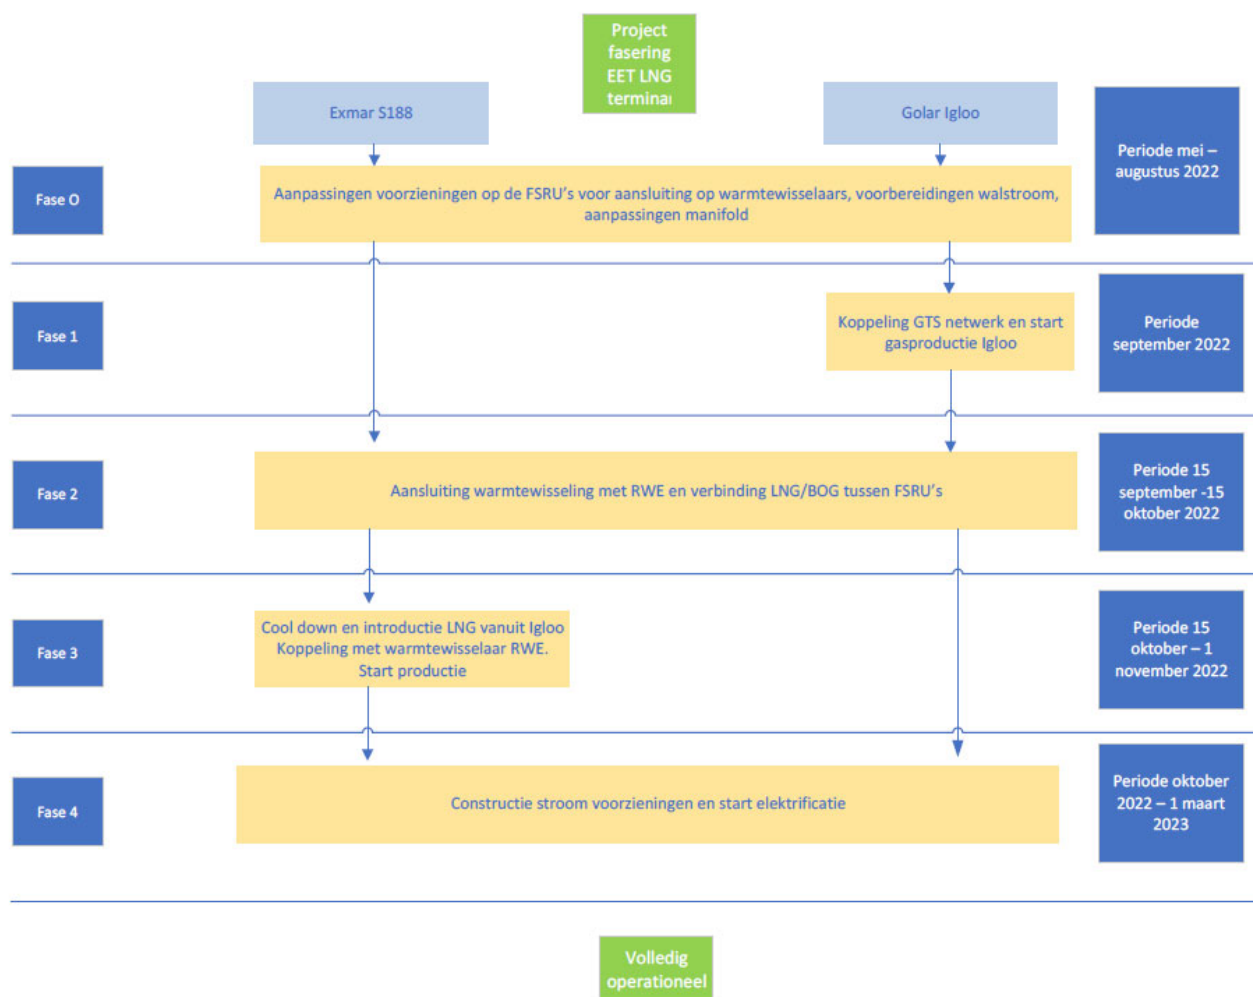 Project
fasering
EET LNG
terminal
Exmar S188
Golar Igloo
Periode mei –
augustus 2022
Fase O
Aanpassingen voorzieningen op de FSRU's voor aansluiting op warmtewisselaars, voorbereidingen walstroom,
aanpassingen manifold
Fase 1
Koppeling GTS netwerk en start
gasproductie Igloo
Periode
september 2022
Fase 2
Aansluiting warmtewisseling met RWE en verbinding LNG/BOG tussen FSRU's
Periode 15
september -15
oktober 2022
Fase 3
Cool down en introductie LNG vanuit Igloo
Koppeling met warmtewisselaar RWE.
Start productie
Periode 15
oktober – 1
november 2022
Fase 4
Constructie stroom voorzieningen en start elektrificatie
Periode oktober
2022 – 1 maart
2023
Volledig
operationeel